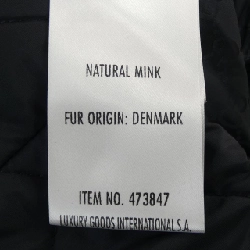 NATURAL MINK
FUR ORIGIN: DENMARK
ITEM NO. 473847
LUXURY GOODS INTERNATIONAL S.A.